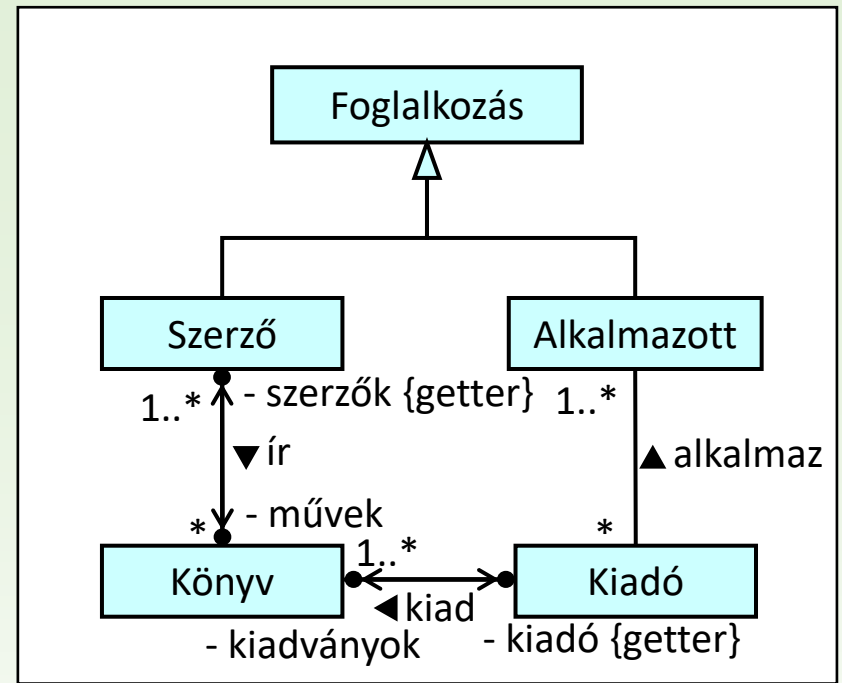 Foglalkozás
Szerző
Alkalmazott
1..*
- szerzők {getter}
1..*
▼ ír
▲ alkalmaz
*
- művek
1..*
*
Könyv
Kiadó
◀ kiad
- kiadványok
- kiadó {getter}